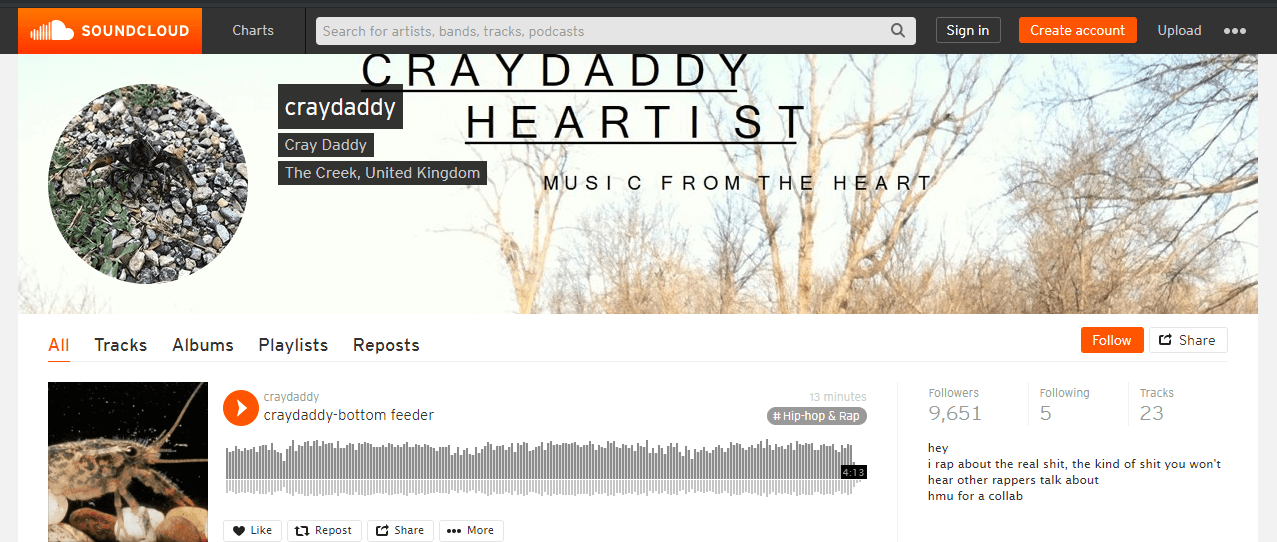 SOUNDCLOUD
Charts
Search for artists, bands, tracks, podcasts
Sign in
Create account
Upload
CRAYDADDY
HEARTIST
MUSIC FROM THE HEART
craydaddy
Cray Daddy
The Creek, United Kingdom
All
Tracks
Albums
Playlists
Reposts
Follow
Share
craydaddy
craydaddy-bottom feeder
13 minutes
# Hip-hop & Rap
4:13
Like
Repost
Share
More
Followers
9,651
Following
5
Tracks
23
hey
i rap about the real shit, the kind of shit you won't
hear other rappers talk about
hmu for a collab